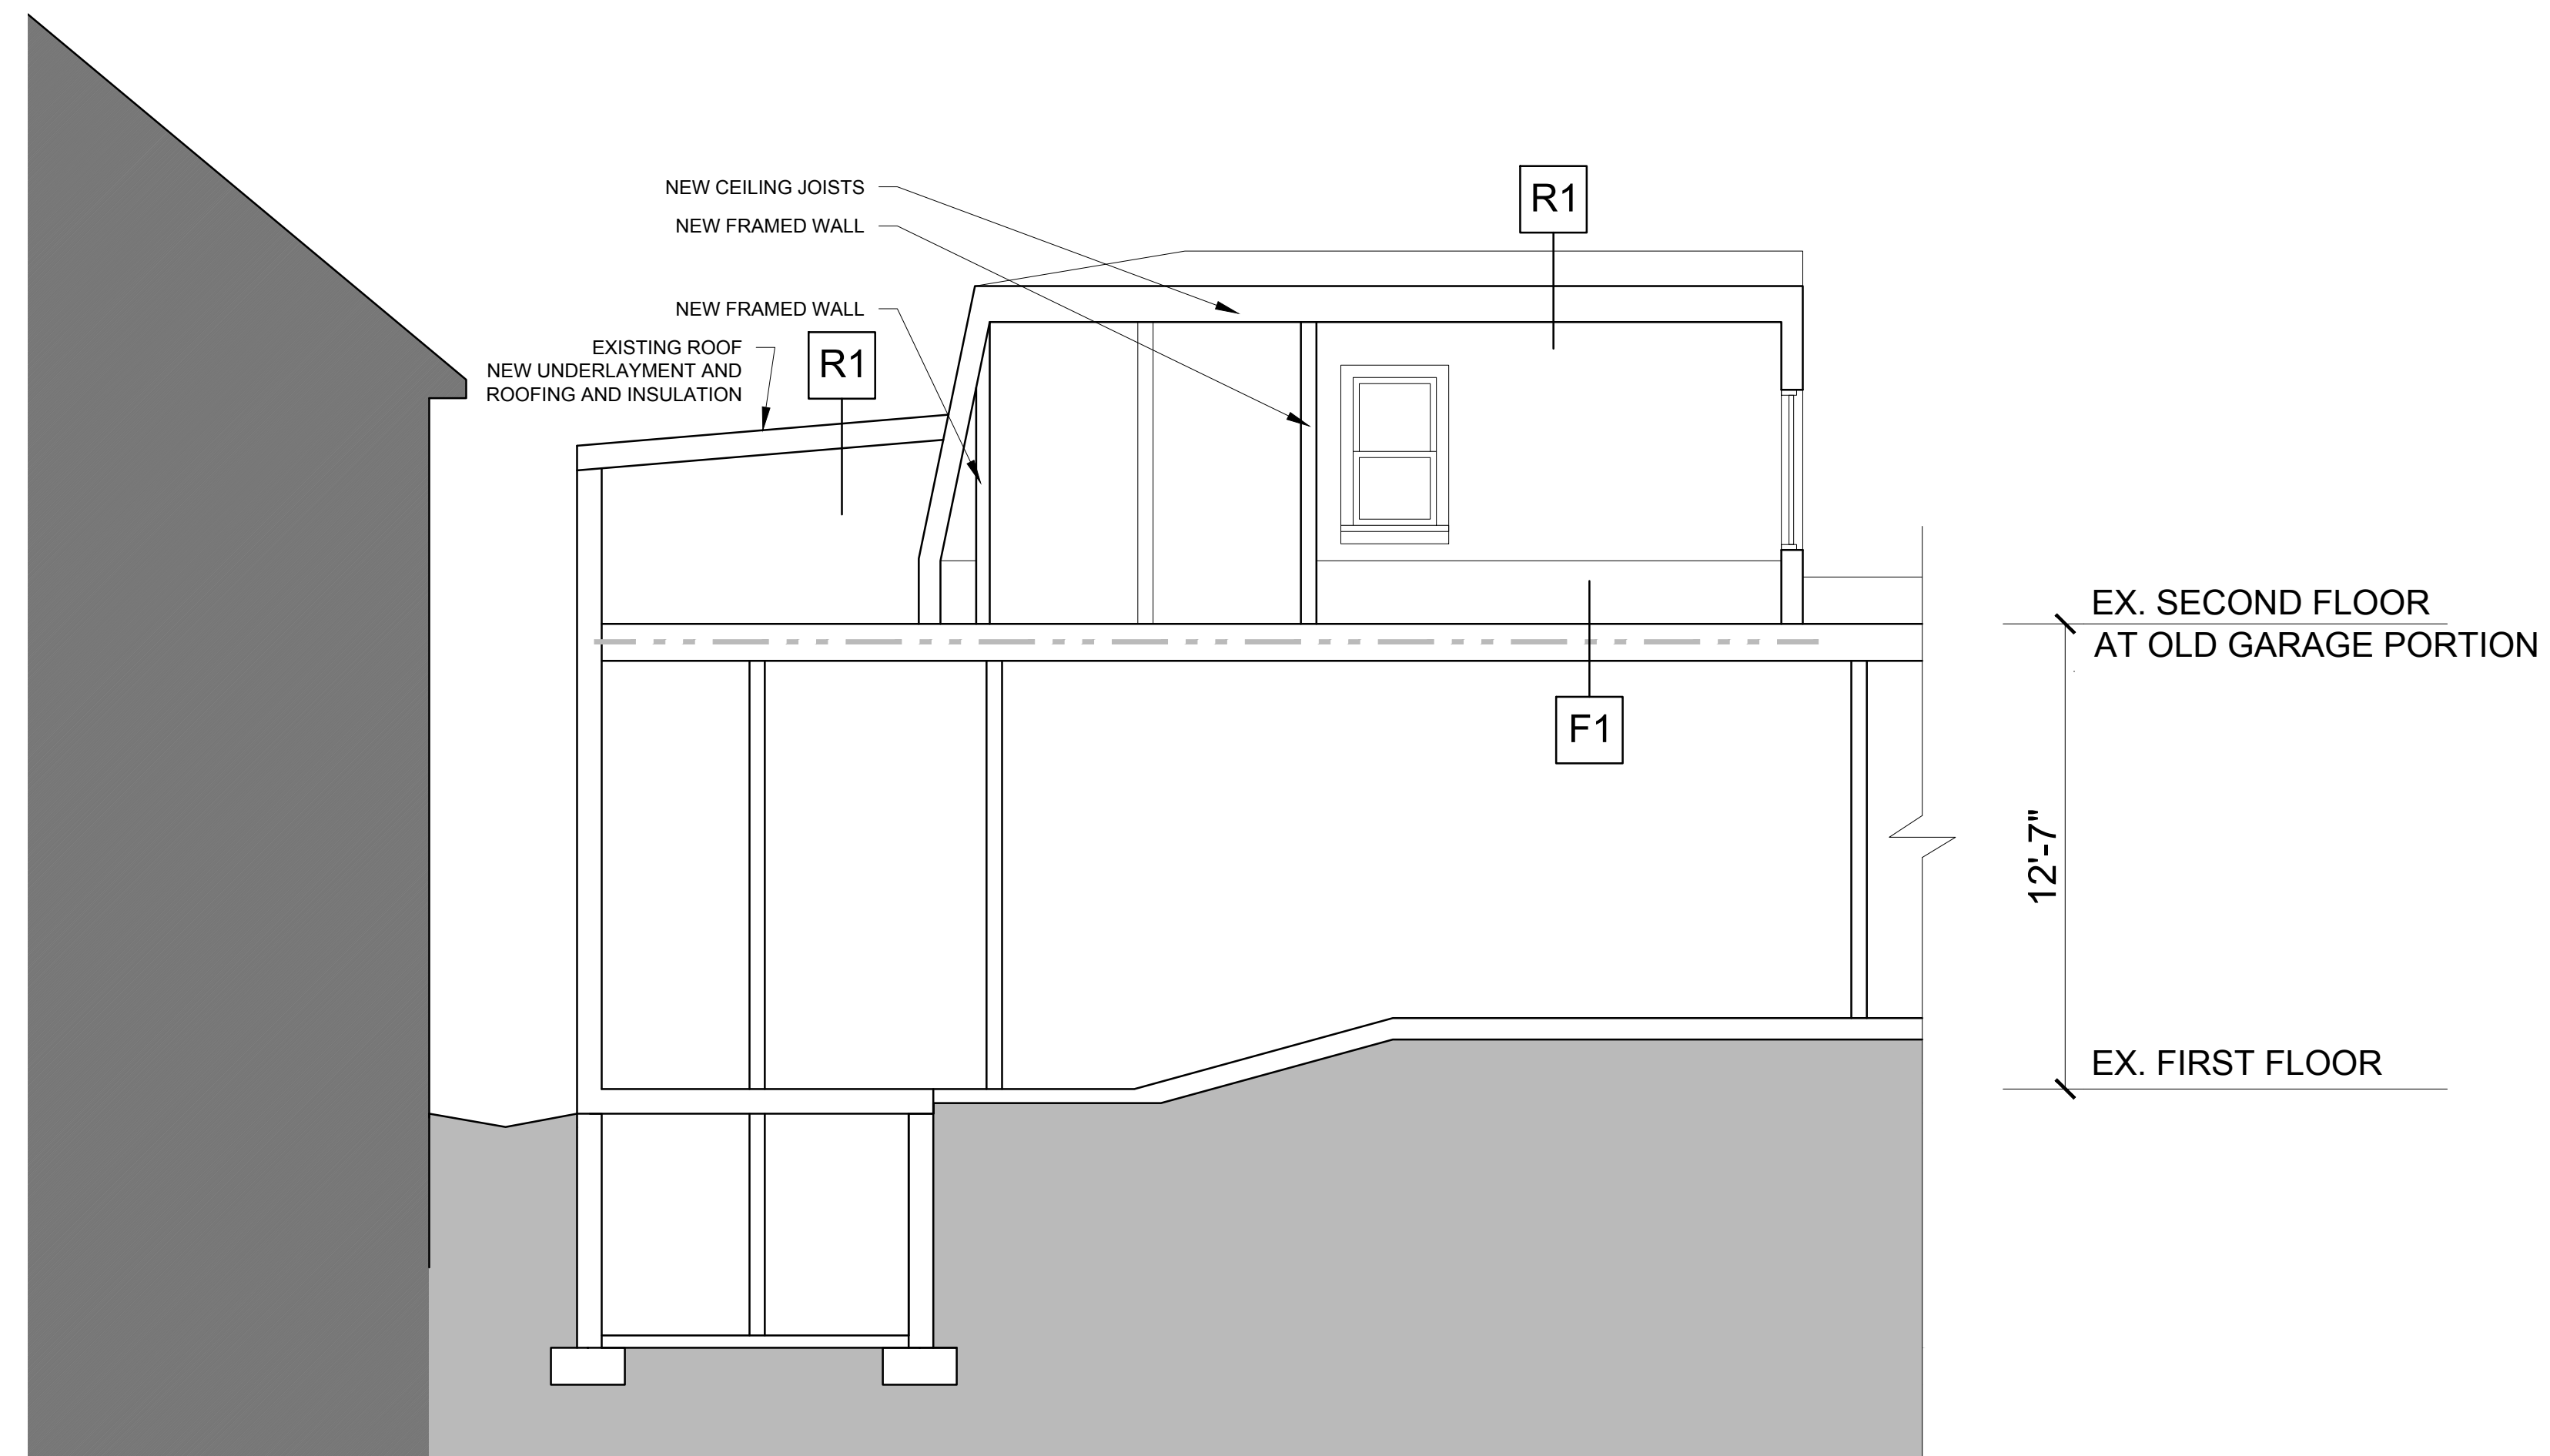 NEW CEILING JOISTS
NEW FRAMED WALL
R1
NEW FRAMED WALL
EXISTING ROOF
NEW UNDERLAYMENT AND
ROOFING AND INSULATION
R1
EX. SECOND FLOOR
AT OLD GARAGE PORTION
F1
12'-7"
EX. FIRST FLOOR